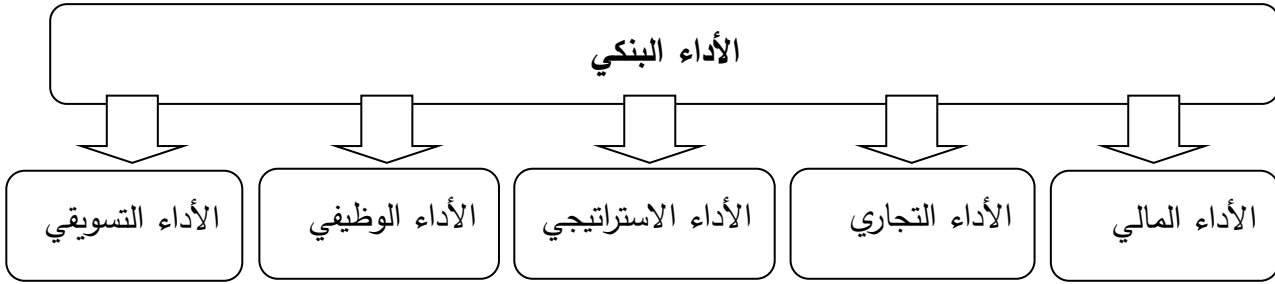 الأداء البنكي
الأداء المالي
الأداء التجاري
الأداء الاستراتيجي
الأداء الوظيفي
الأداء التسويقي